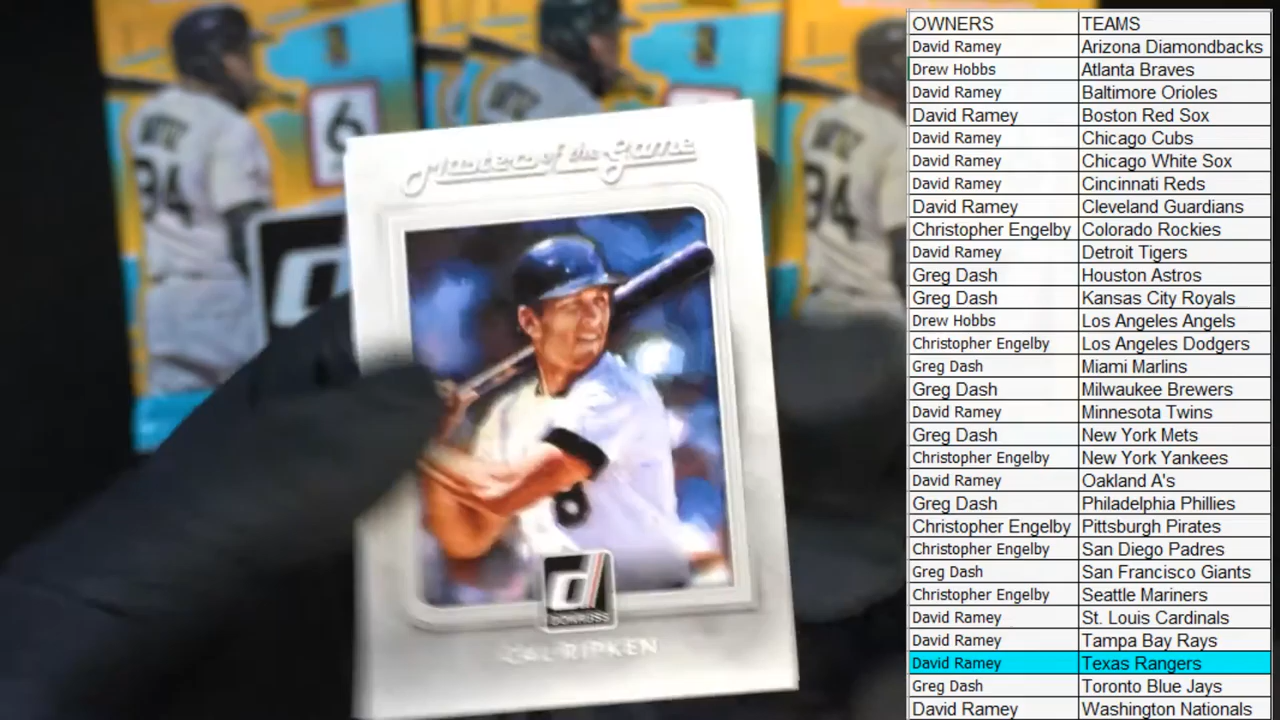 6
94
94
d
Masters of the Game
8
d
DONRUSS
CAL RIPKEN
OWNERS TEAMS
David Ramey Arizona Diamondbacks
Drew Hobbs Atlanta Braves
David Ramey Baltimore Orioles
David Ramey Boston Red Sox
David Ramey Chicago Cubs
David Ramey Chicago White Sox
David Ramey Cincinnati Reds
David Ramey Cleveland Guardians
Christopher Engelby Colorado Rockies
David Ramey Detroit Tigers
Greg Dash Houston Astros
Greg Dash Kansas City Royals
Drew Hobbs Los Angeles Angels
Christopher Engelby Los Angeles Dodgers
Greg Dash Miami Marlins
Greg Dash Milwaukee Brewers
David Ramey Minnesota Twins
Greg Dash New York Mets
Christopher Engelby New York Yankees
David Ramey Oakland A's
Greg Dash Philadelphia Phillies
Christopher Engelby Pittsburgh Pirates
Christopher Engelby San Diego Padres
Greg Dash San Francisco Giants
Christopher Engelby Seattle Mariners
David Ramey St. Louis Cardinals
David Ramey Tampa Bay Rays
David Ramey Texas Rangers
Greg Dash Toronto Blue Jays
David Ramey Washington Nationals